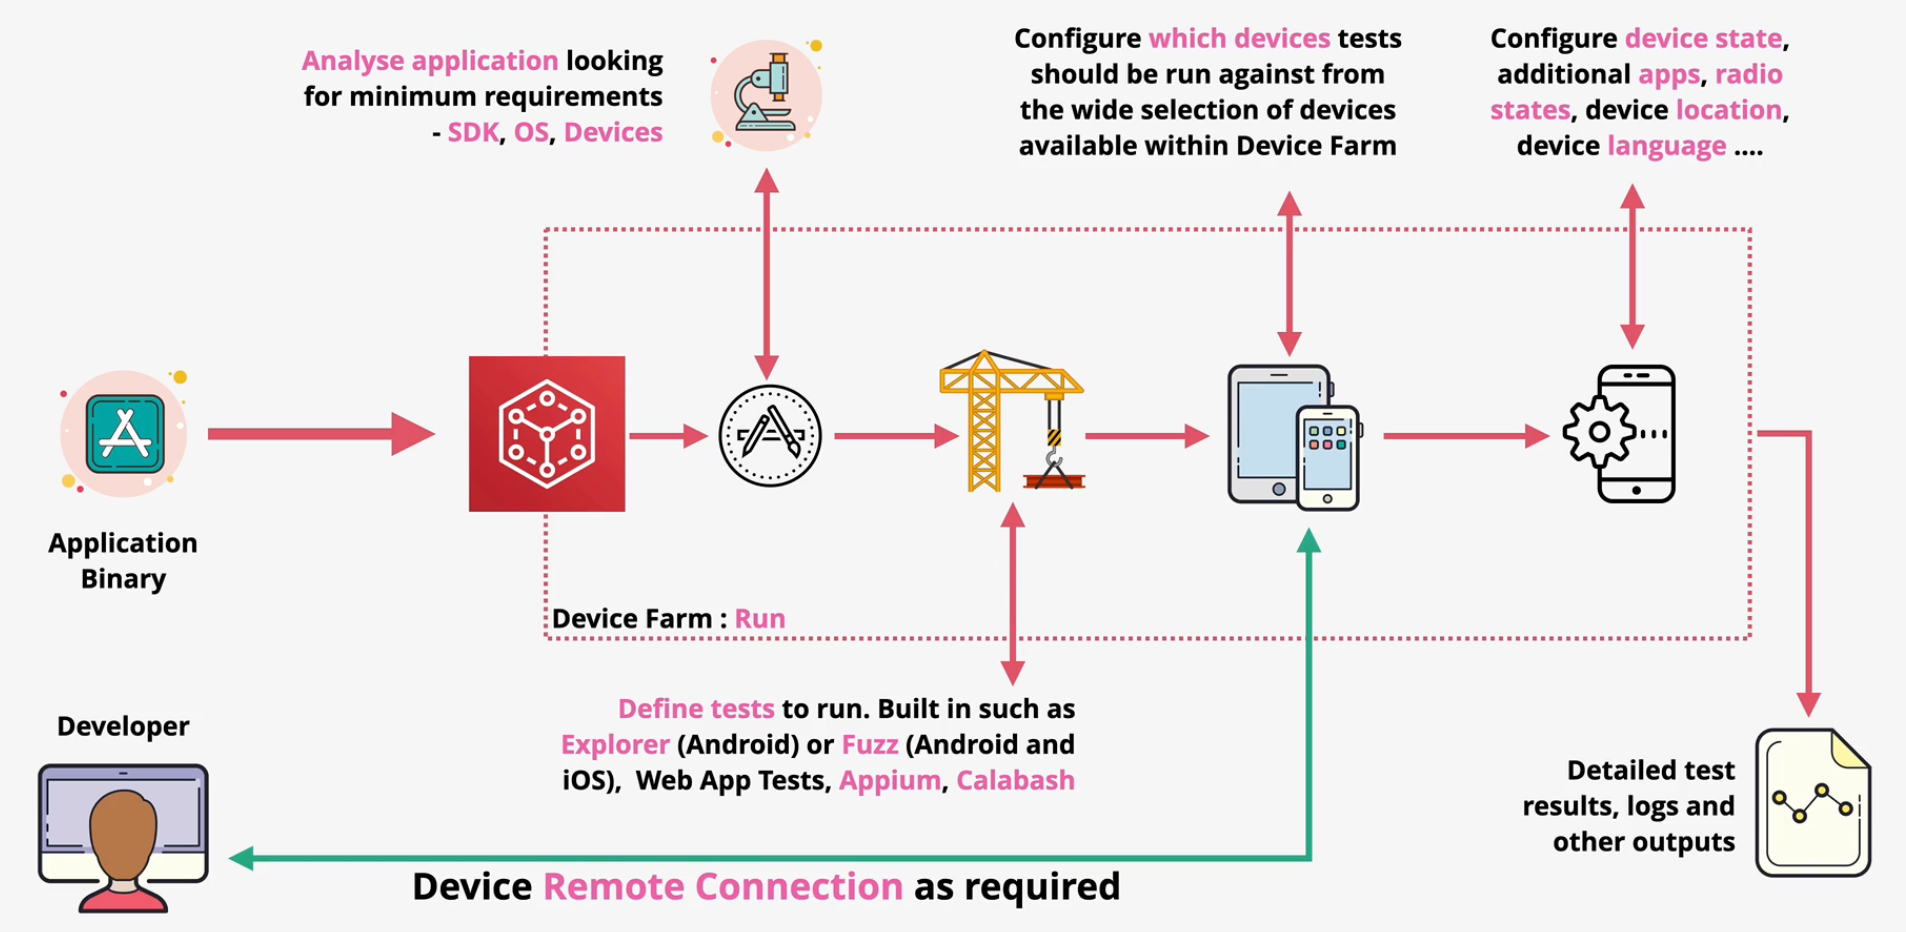 Analyse application looking
for minimum requirements
- SDK, OS, Devices
Configure which devices tests
should be run against from
the wide selection of devices
available within Device Farm
Configure device state,
additional apps, radio
states, device location,
device language ....
Application
Binary
Device Farm : Run
Define tests to run. Built in such as
Explorer (Android) or Fuzz (Android and
iOS),  Web App Tests, Appium, Calabash
Developer
Detailed test
results, logs and
other outputs
Device Remote Connection as required